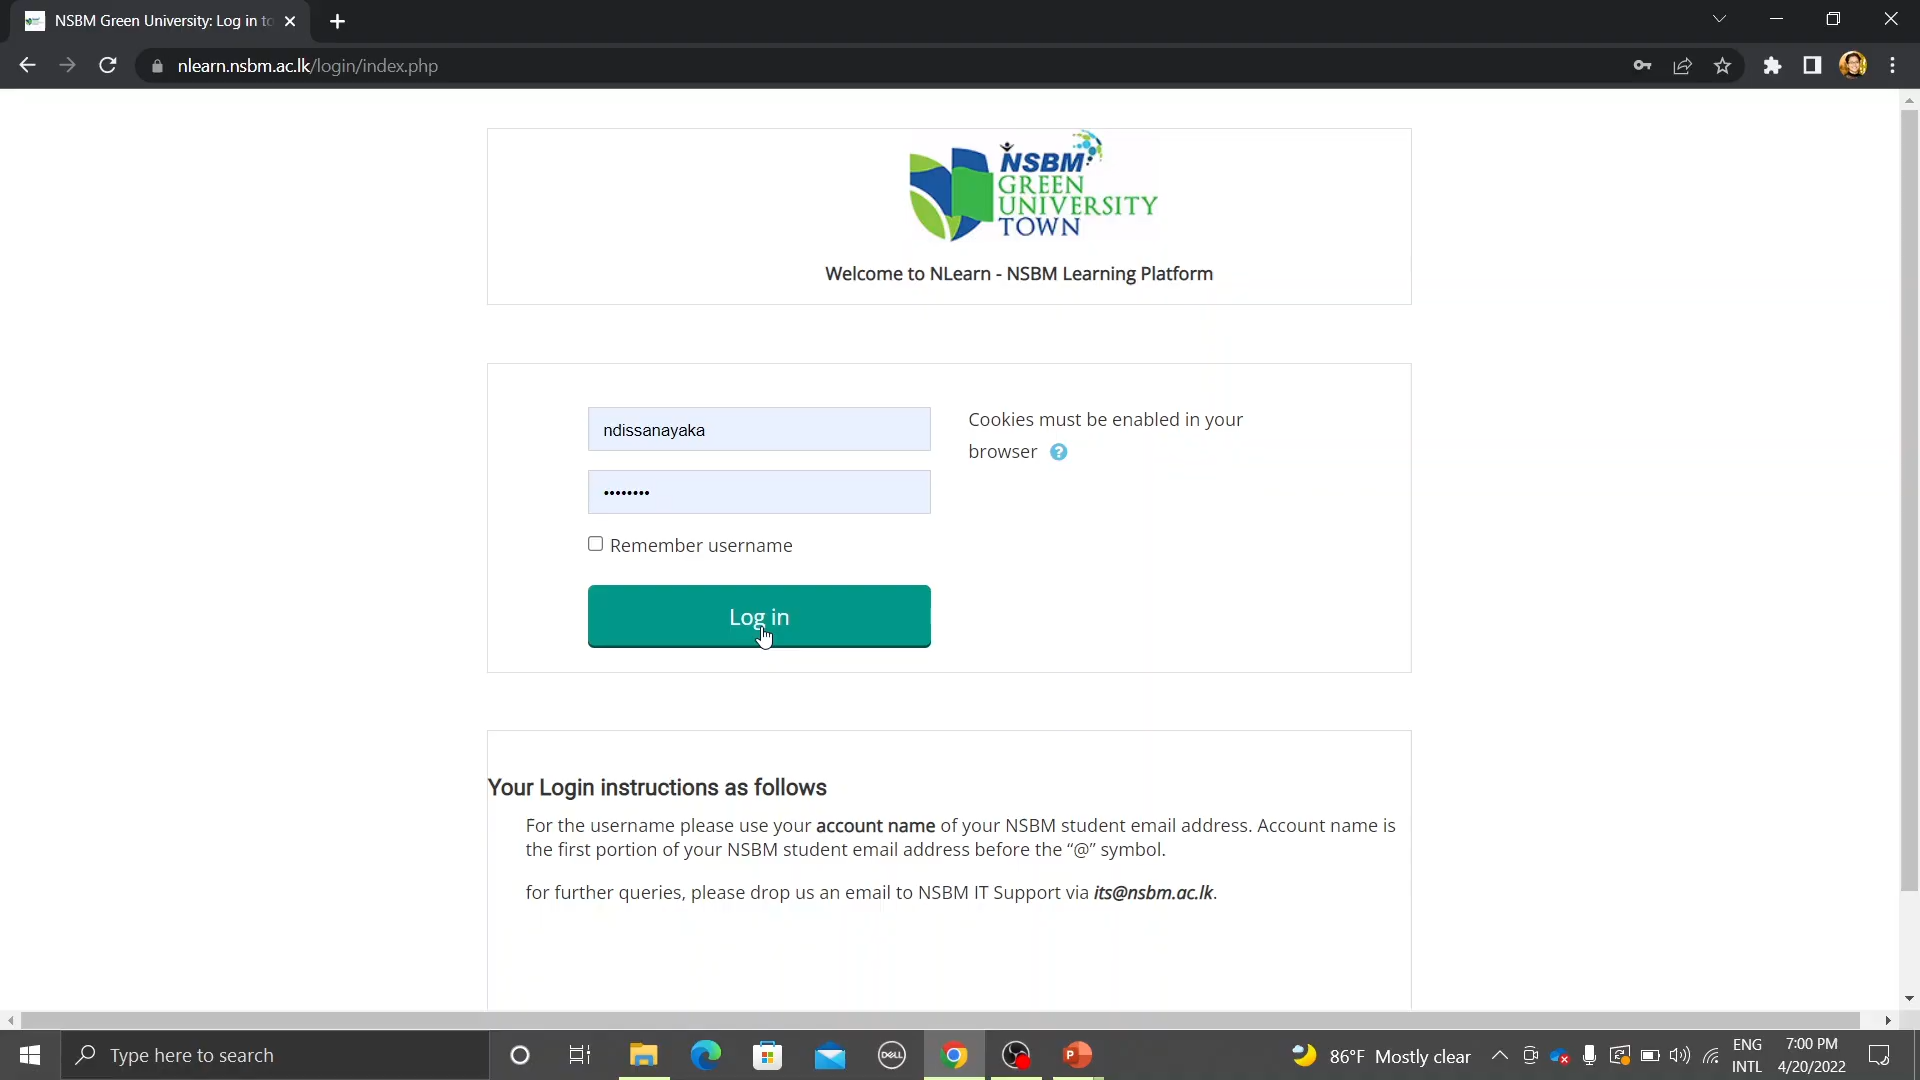 NSBM Green University: Log in to
nlearn.nsbm.ac.lk/login/index.php
NSBM
GREEN
UNIVERSITY
TOWN
Welcome to NLearn - NSBM Learning Platform
ndissanayaka
Cookies must be enabled in your
browser
Remember username
Log in
Your Login instructions as follows
For the username please use your account name of your NSBM student email address. Account name is
the first portion of your NSBM student email address before the “@” symbol.
for further queries, please drop us an email to NSBM IT Support via its@nsbm.ac.lk.
Type here to search
DELL
86°F Mostly clear
ENG
INTL
7:00 PM
4/20/2022